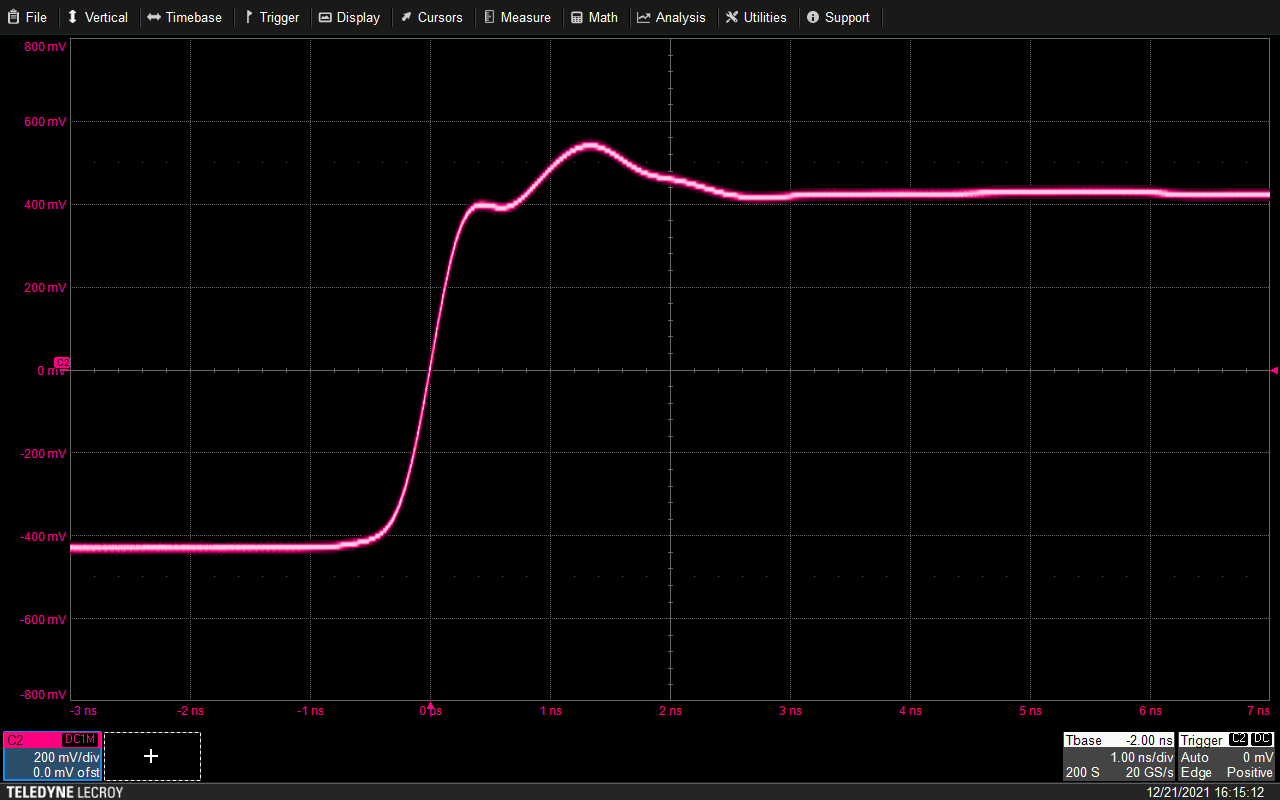 File Vertical Timebase Trigger Display Cursors Measure Math Analysis Utilities Support
800 mV
600 mV
400 mV
200 mV
C2
0 mV
-200 mV
-400 mV
-600 mV
-800 mV
-3 ns -2 ns -1 ns 0 ps 1 ns 2 ns 3 ns 4 ns 5 ns 6 ns 7 ns
C2 DC1M
200 mV/div
0.0 mV ofst
+
Tbase -2.00 ns
1.00 ns/div
200 S 20 GS/s
Trigger C2 DC
Auto 0 mV
Edge Positive
TELEDYNE LECROY
12/21/2021 16:15:12